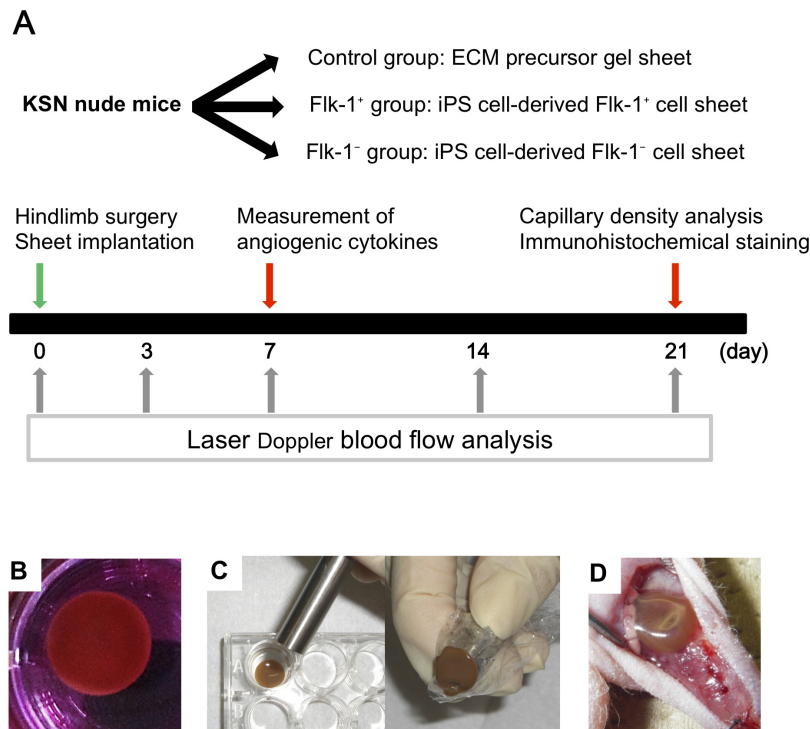 A
KSN nude mice
Control group: ECM precursor gel sheet
Flk-1⁺ group: iPS cell-derived Flk-1⁺ cell sheet
Flk-1⁻ group: iPS cell-derived Flk-1⁻ cell sheet
Hindlimb surgery
Sheet implantation
Measurement of
angiogenic cytokines
Capillary density analysis
Immunohistochemical staining
0 3 7 14 21 (day)
Laser Doppler blood flow analysis
B
C
A
D